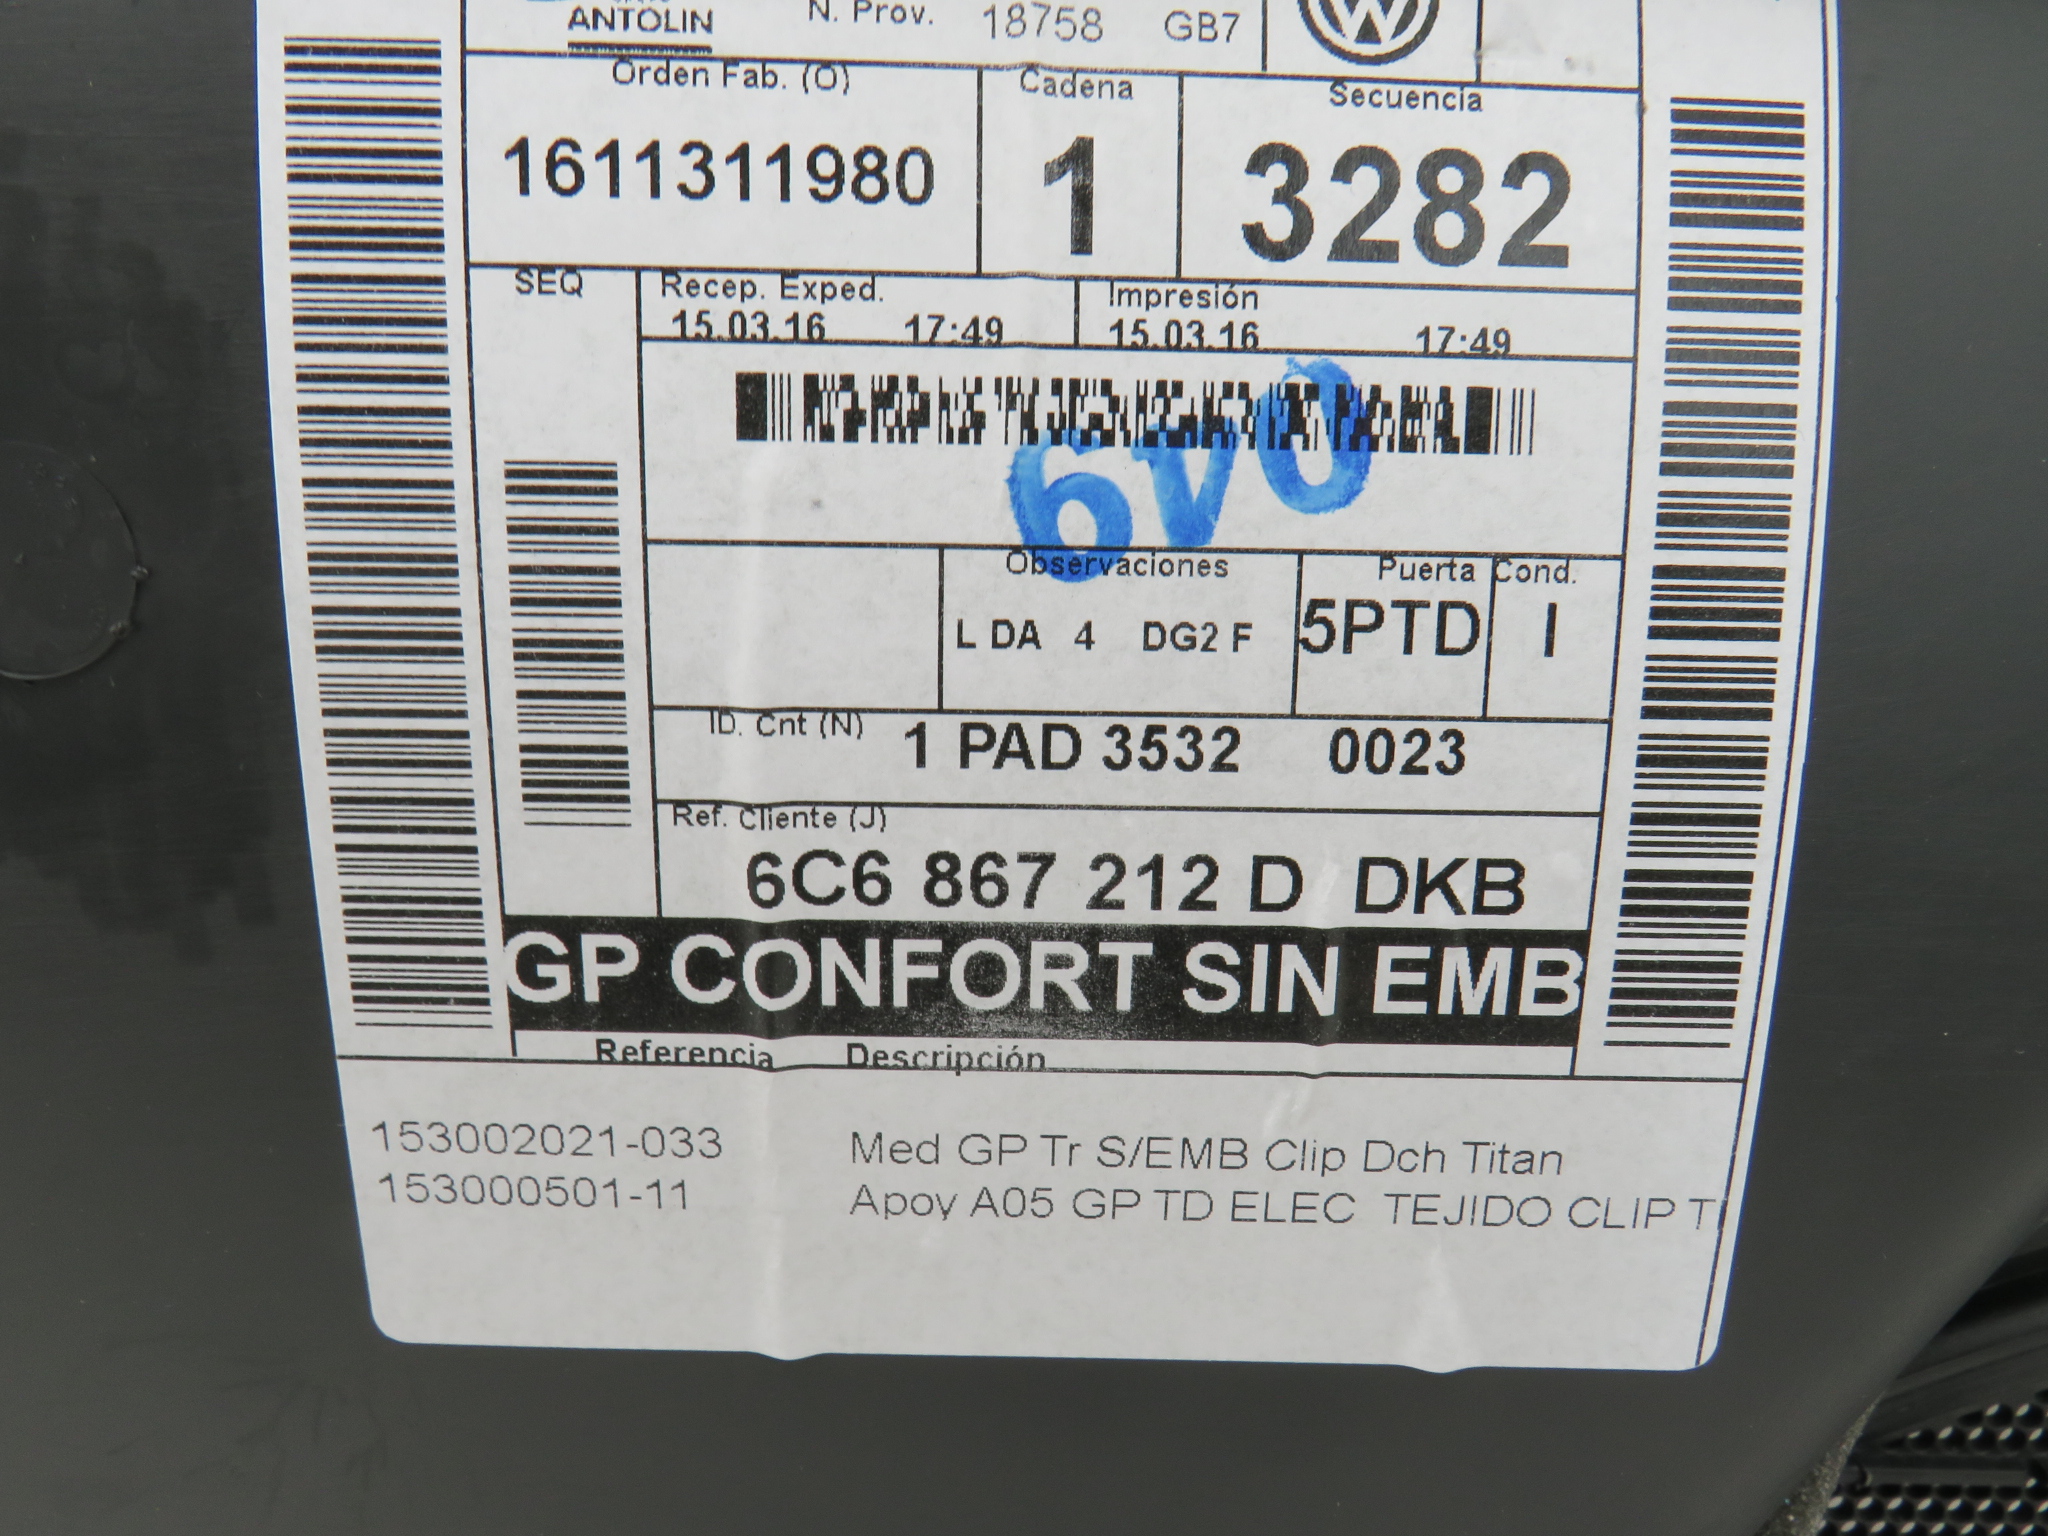 ANTOLIN N. Prov. 18758 GB7
Orden Fab. (O) Cadena Secuencia
1611311980 1 3282
SEQ Recep. Exped. Impresión
15.03.16 17:49 15.03.16 17:49
Observaciones Puerta Cond.
L DA 4 DG2 F 5PTD I
ID. Cnt (N) 1 PAD 3532 0023
Ref. Cliente (J)
6C6 867 212 D DKB
GP CONFORT SIN EMB
Referencia Descripción
153002021-033 Med GP Tr S/EMB Clip Dch Titan
153000501-11 Apoy A05 GP TD ELEC TEJIDO CLIP T